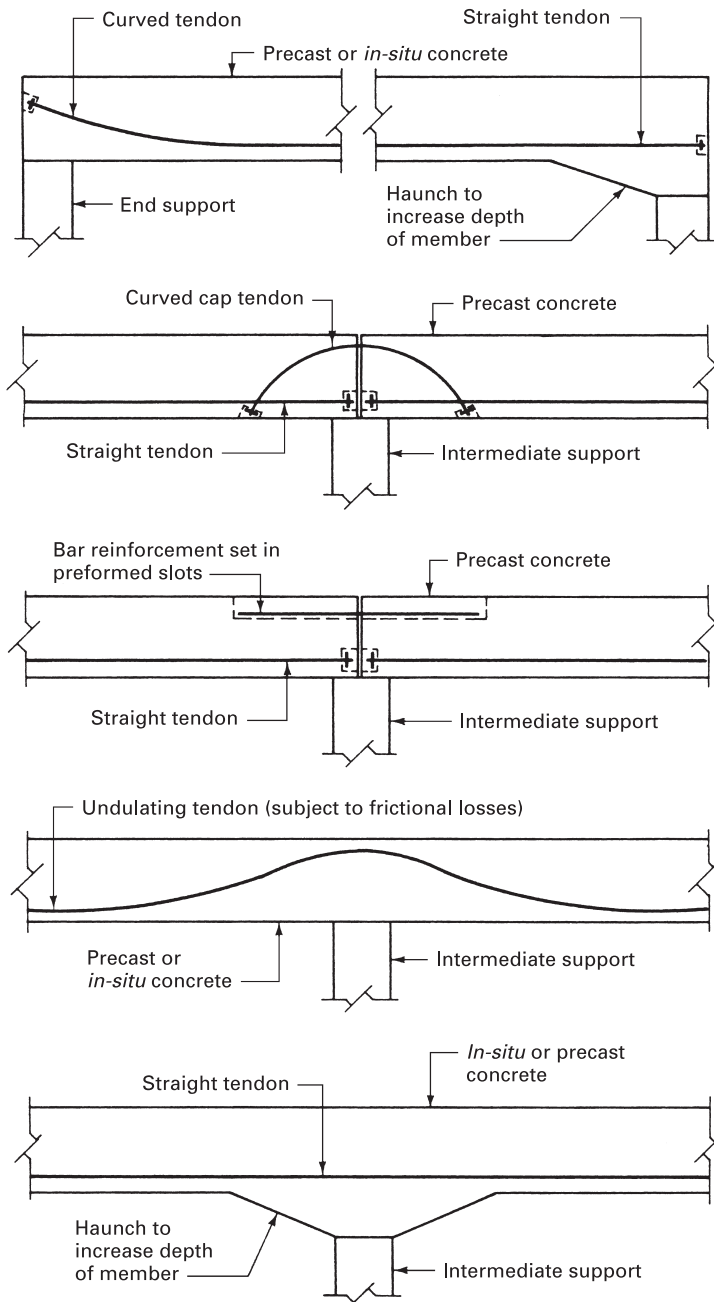 Curved tendon
Straight tendon
Precast or in-situ concrete
End support
Haunch to
increase depth
of member
Curved cap tendon
Precast concrete
Straight tendon
Intermediate support
Bar reinforcement set in
preformed slots
Precast concrete
Straight tendon
Intermediate support
Undulating tendon (subject to frictional losses)
Precast or
in-situ concrete
Intermediate support
In-situ or precast
concrete
Straight tendon
Haunch to
increase depth
of member
Intermediate support